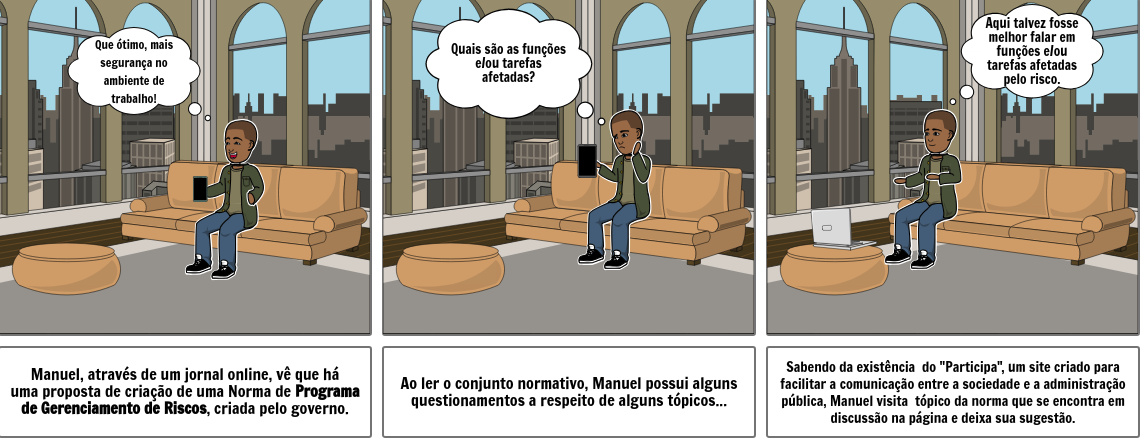 Que ótimo, mais
segurança no
ambiente de
trabalho!
Quais são as funções
e/ou tarefas
afetadas?
Aqui talvez fosse
melhor falar em
funções e/ou
tarefas afetadas
pelo risco.
Manuel, através de um jornal online, vê que há
uma proposta de criação de uma Norma de Programa
de Gerenciamento de Riscos, criada pelo governo.
Ao ler o conjunto normativo, Manuel possui alguns
questionamentos a respeito de alguns tópicos...
Sabendo da existência do "Participa", um site criado para
facilitar a comunicação entre a sociedade e a administração
pública, Manuel visita tópico da norma que se encontra em
discussão na página e deixa sua sugestão.